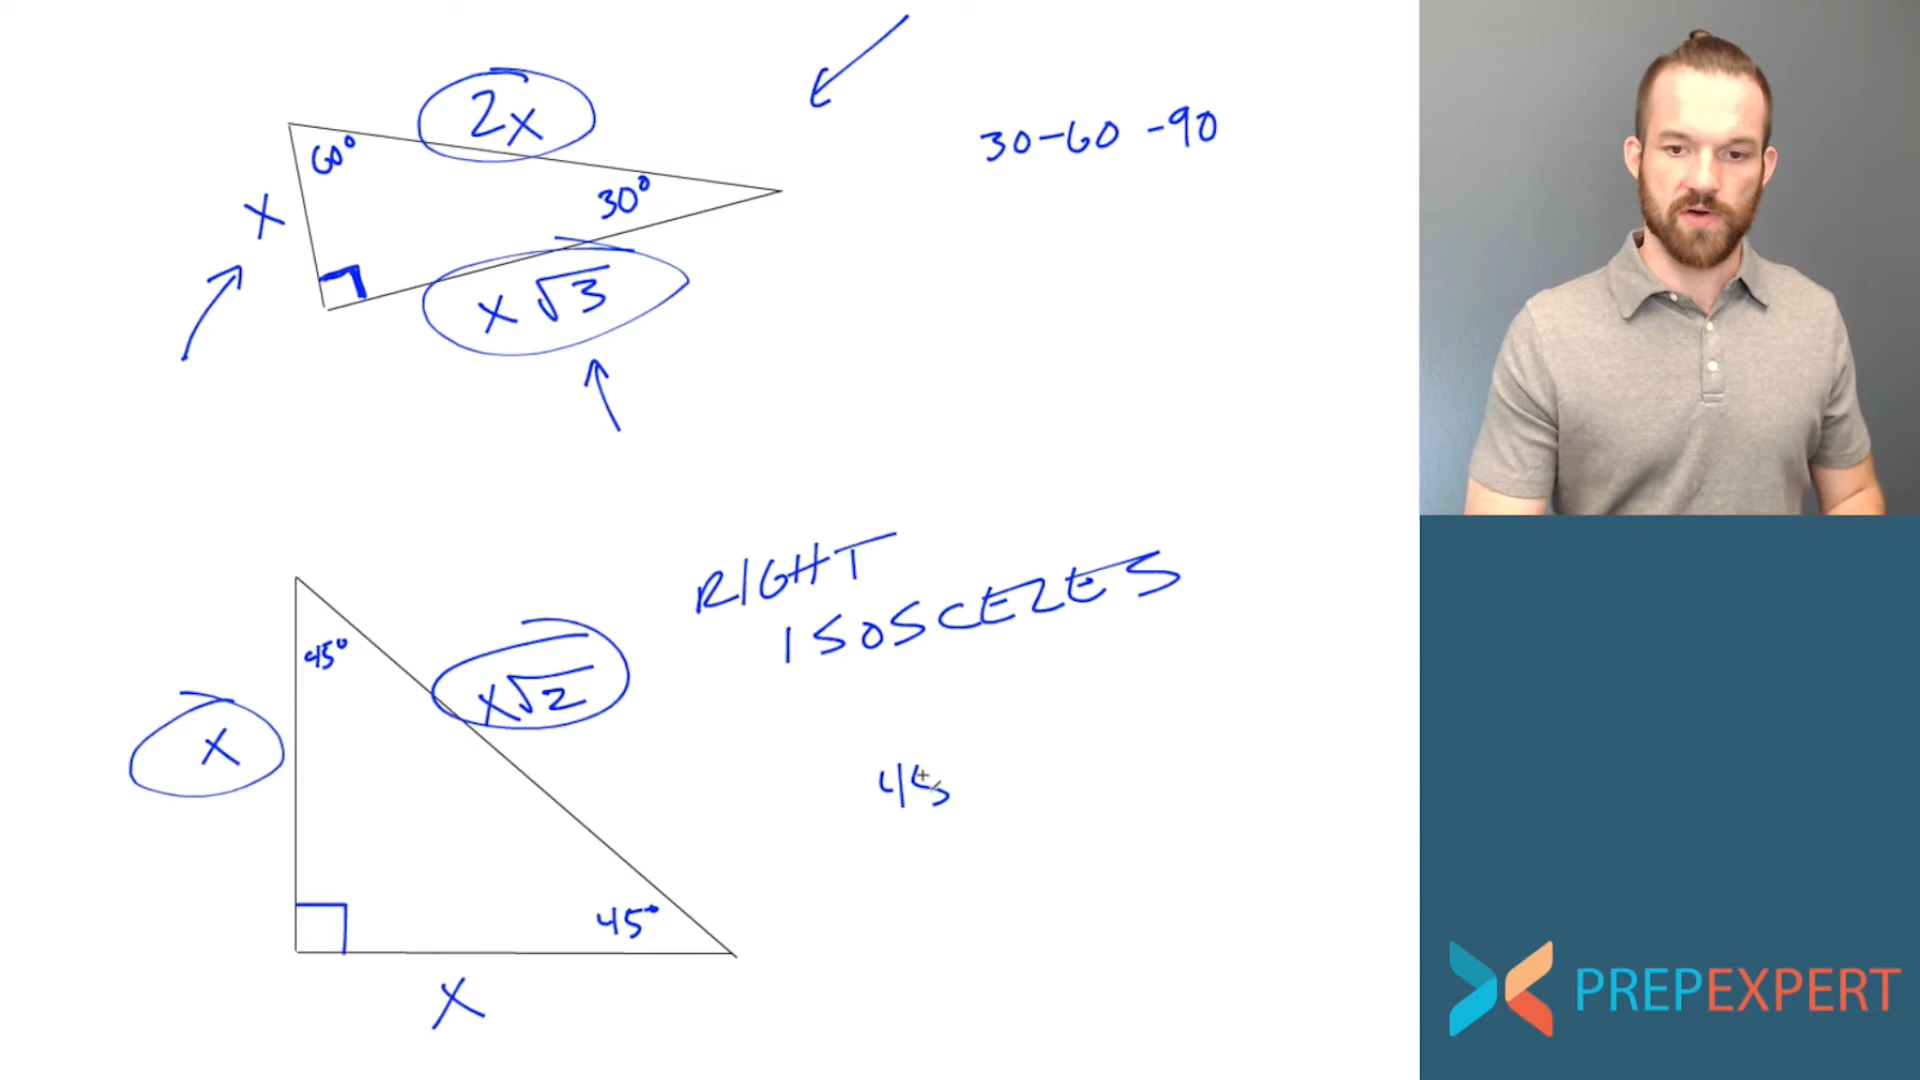 2x
60°
30°
x
x √3
30-60-90
RIGHT
ISOSCELES
45°
x√2
x
45
45°
x
PREPEXPERT